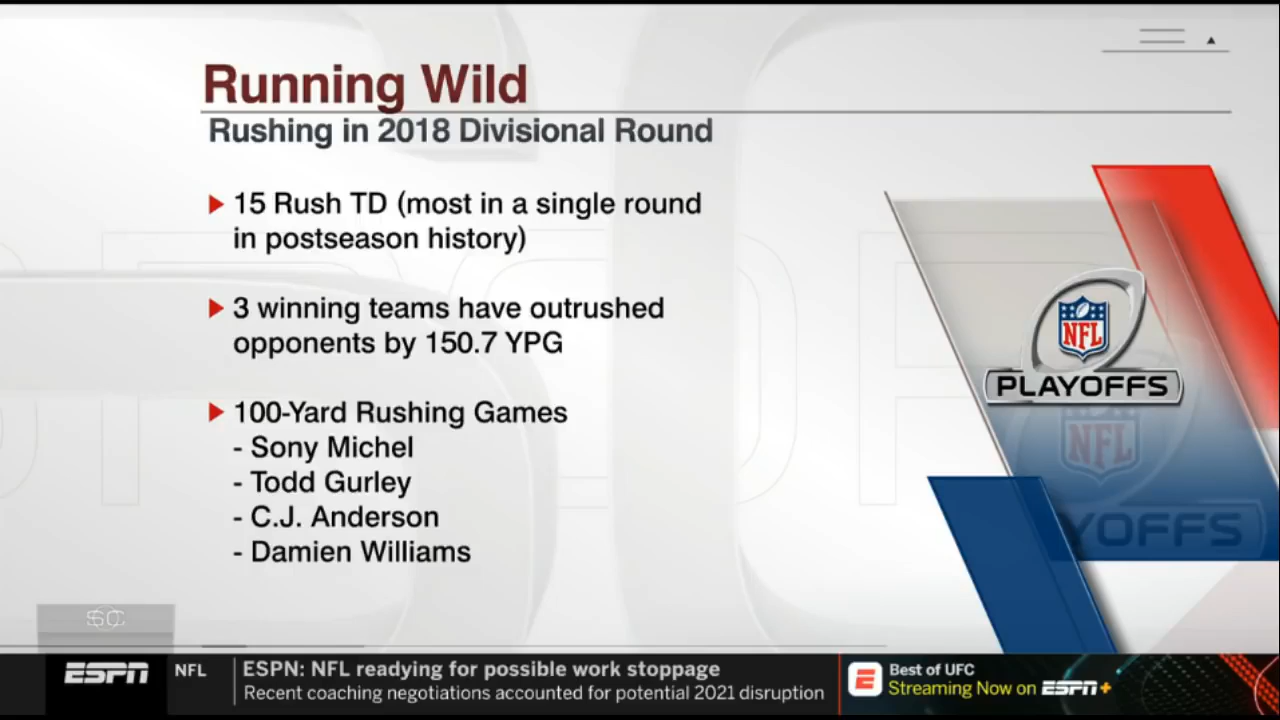 Running Wild
Rushing in 2018 Divisional Round
15 Rush TD (most in a single round
in postseason history)
3 winning teams have outrushed
opponents by 150.7 YPG
100-Yard Rushing Games
- Sony Michel
- Todd Gurley
- C.J. Anderson
- Damien Williams
NFL
PLAYOFFS
NFL
YOFFS
ESPN
NFL
ESPN: NFL readying for possible work stoppage
Recent coaching negotiations accounted for potential 2021 disruption
E
Best of UFC
Streaming Now on ESPN+